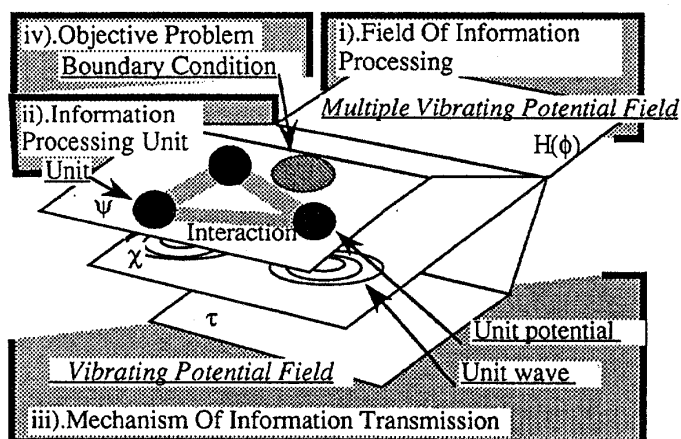 iv).Objective Problem
Boundary Condition
i).Field Of Information
Processing
Multiple Vibrating Potential Field
H(ϕ)
ii).Information
Processing Unit
Unit
ψ
Interaction
χ
τ
Unit potential
Unit wave
Vibrating Potential Field
iii).Mechanism Of Information Transmission